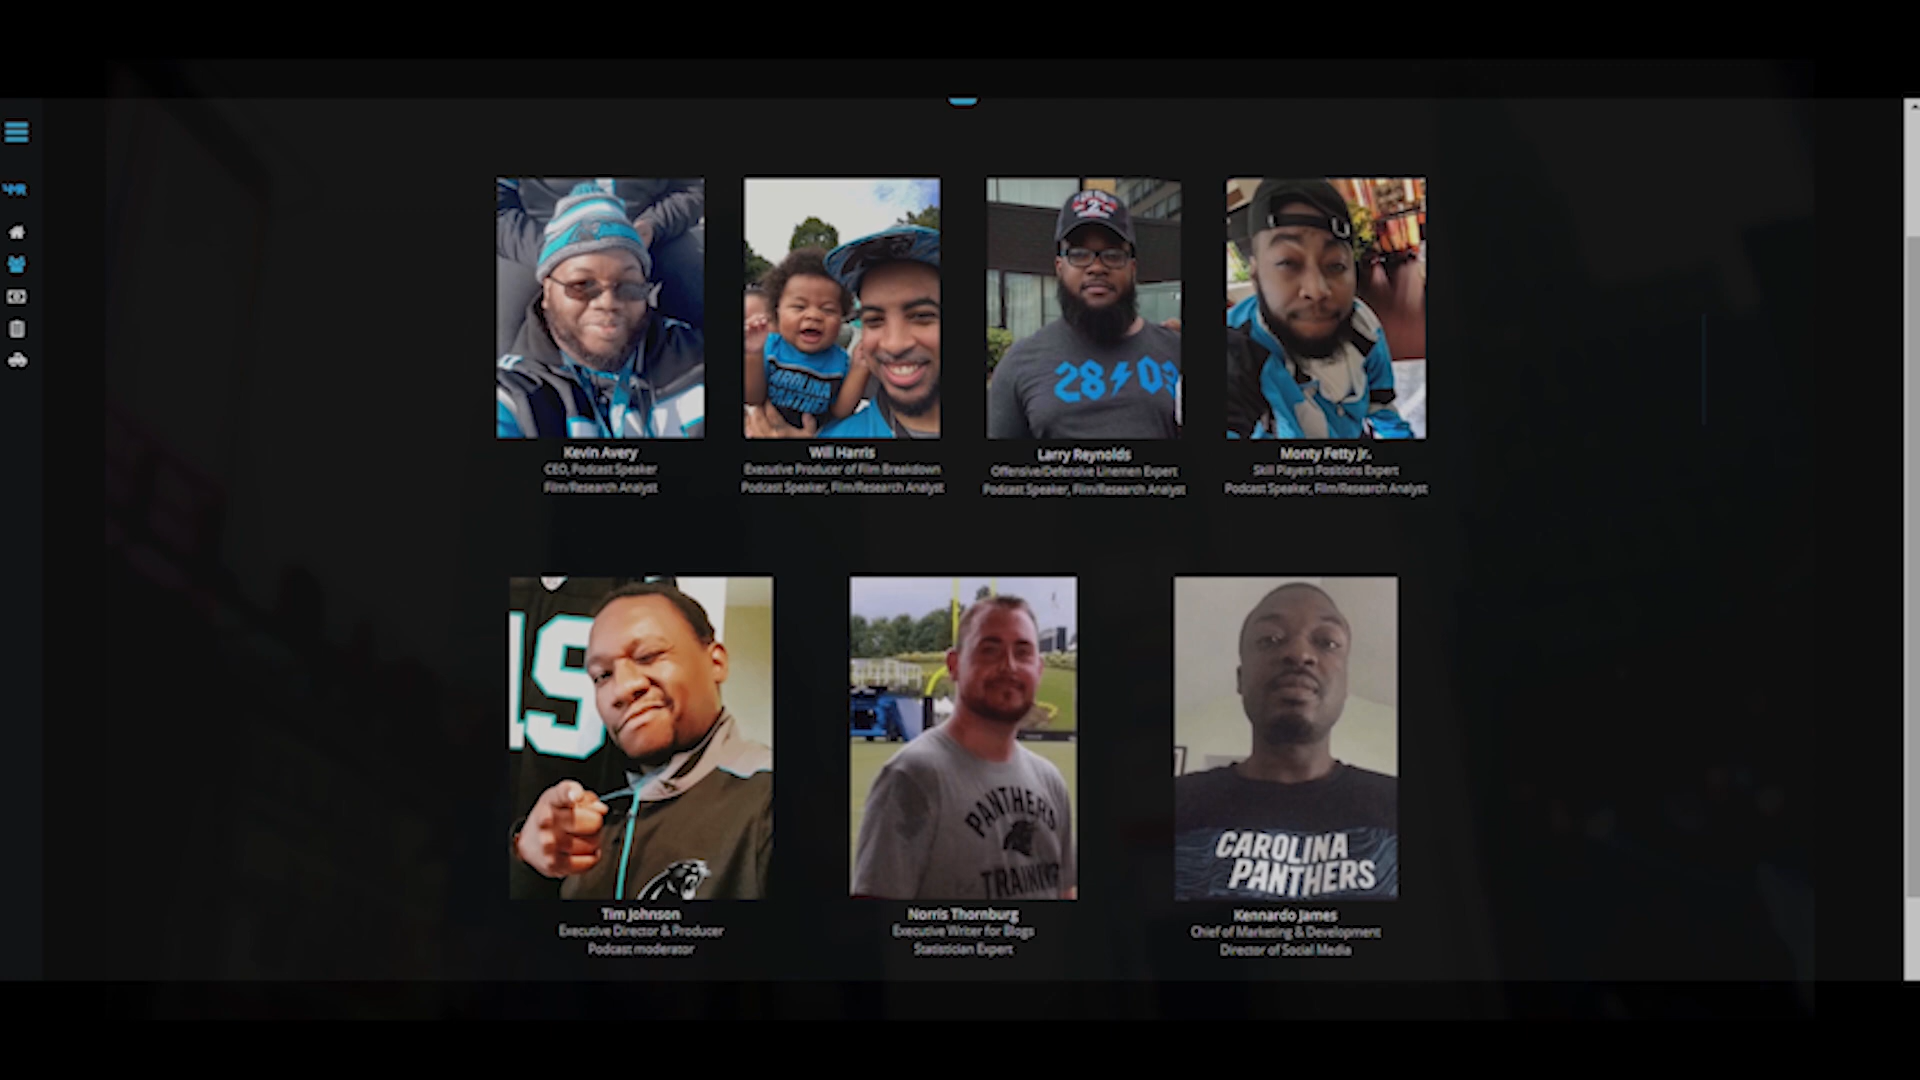 4MR
Kevin Avery
CEO, Podcast Speaker
Film/Research Analyst
Will Harris
Executive Producer of Film Breakdown
Podcast Speaker, Film/Research Analyst
Larry Reynolds
Offensive/Defensive Linemen Expert
Podcast Speaker, Film/Research Analyst
Monty Fetty Jr.
Skill Players Positions Expert
Podcast Speaker, Film/Research Analyst
CAROLINA
PANTHERS
28 03
2
Tim Johnson
Executive Director & Producer
Podcast moderator
Norris Thornburg
Executive Writer for Blogs
Statistician Expert
Kennardo James
Chief of Marketing & Development
Director of Social Media
PANTHERS
TRAINING
CAROLINA
PANTHERS